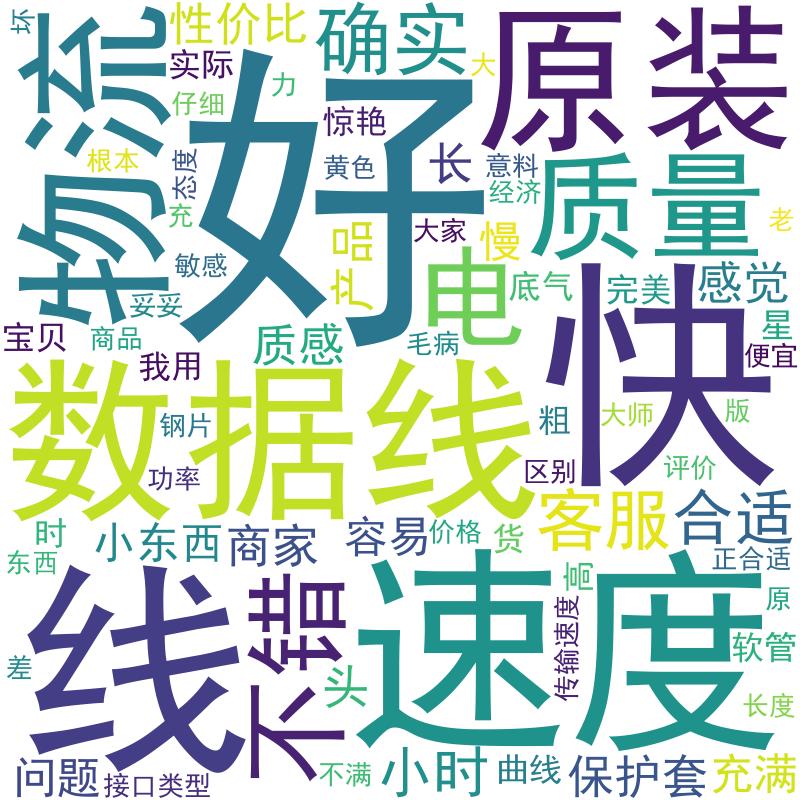 坏
物流
性价比
实际
仔细
力
确实
大
原装
好
惊艳
根本
态度
黄色
长
意料
经济
质量
充
敏感
产品
大家
慢
老
妥妥
电
底气
完美
感觉
宝贝
商品
质感
毛病
快
星
便宜
我用
数据线
钢片
功率
粗
大师
版
区别
评价
时
东西
小东西
商家
容易
价格
货
客服
合适
正合适
线
不错
速度
高
传输速度
原
软管
差
头
长度
问题
接口类型
不满
小时
曲线
保护套
充满